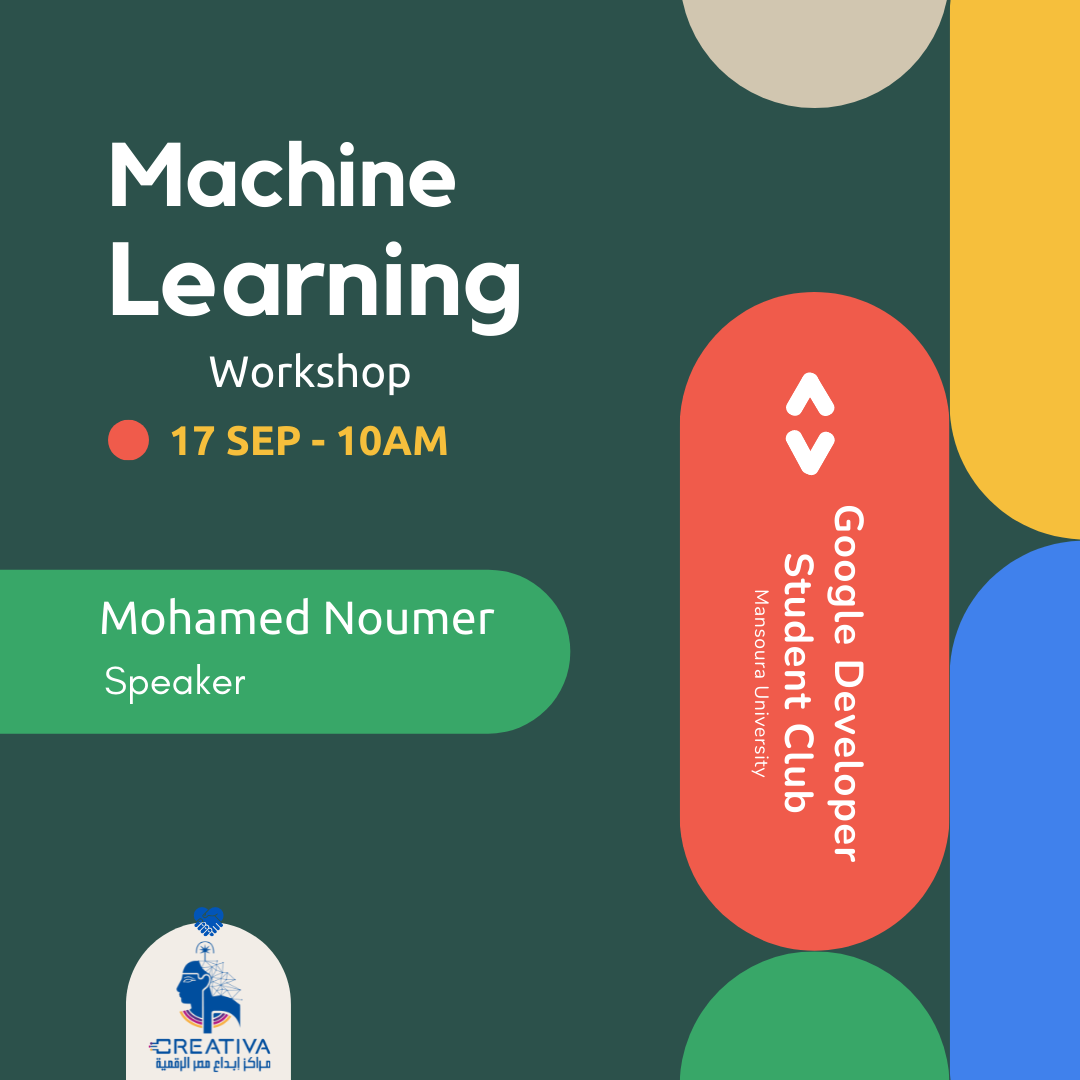 Machine
Learning
Workshop
17 SEP - 10AM
Mohamed Noumer
Speaker
Google Developer
Student Club
Mansoura University
CREATIVA
مراكز إبداع مصر الرقمية